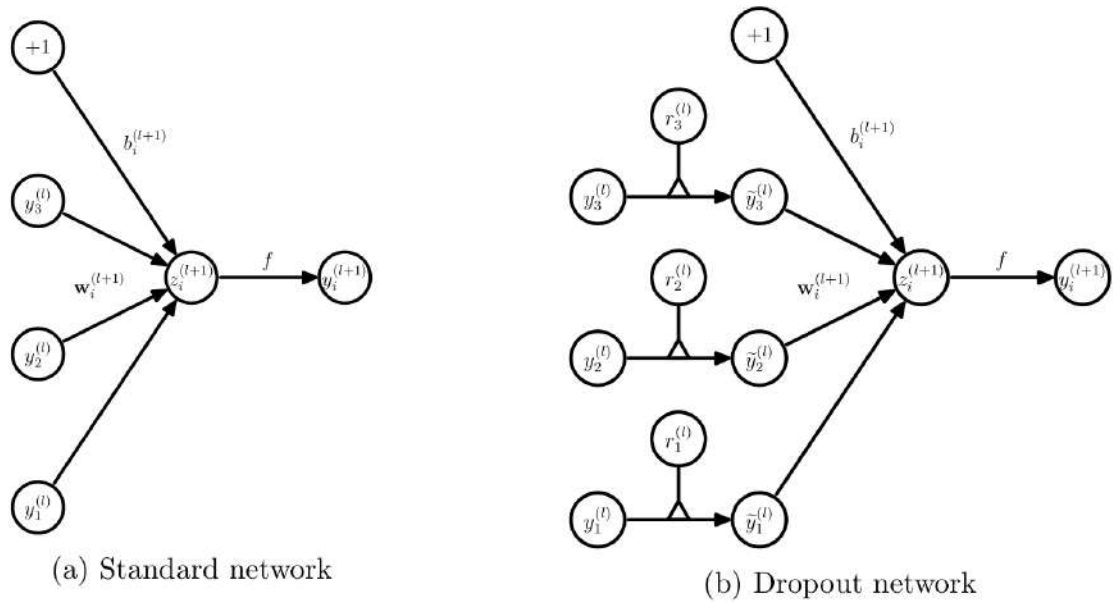 +1
b_i^{(l+1)}
y_3^{(l)}
w_i^{(l+1)}
z_i^{(l+1)}
f
y_i^{(l+1)}
y_2^{(l)}
y_1^{(l)}
(a) Standard network
+1
b_i^{(l+1)}
r_3^{(l)}
y_3^{(l)}
ỹ_3^{(l)}
r_2^{(l)}
w_i^{(l+1)}
z_i^{(l+1)}
f
y_i^{(l+1)}
y_2^{(l)}
ỹ_2^{(l)}
r_1^{(l)}
y_1^{(l)}
ỹ_1^{(l)}
(b) Dropout network